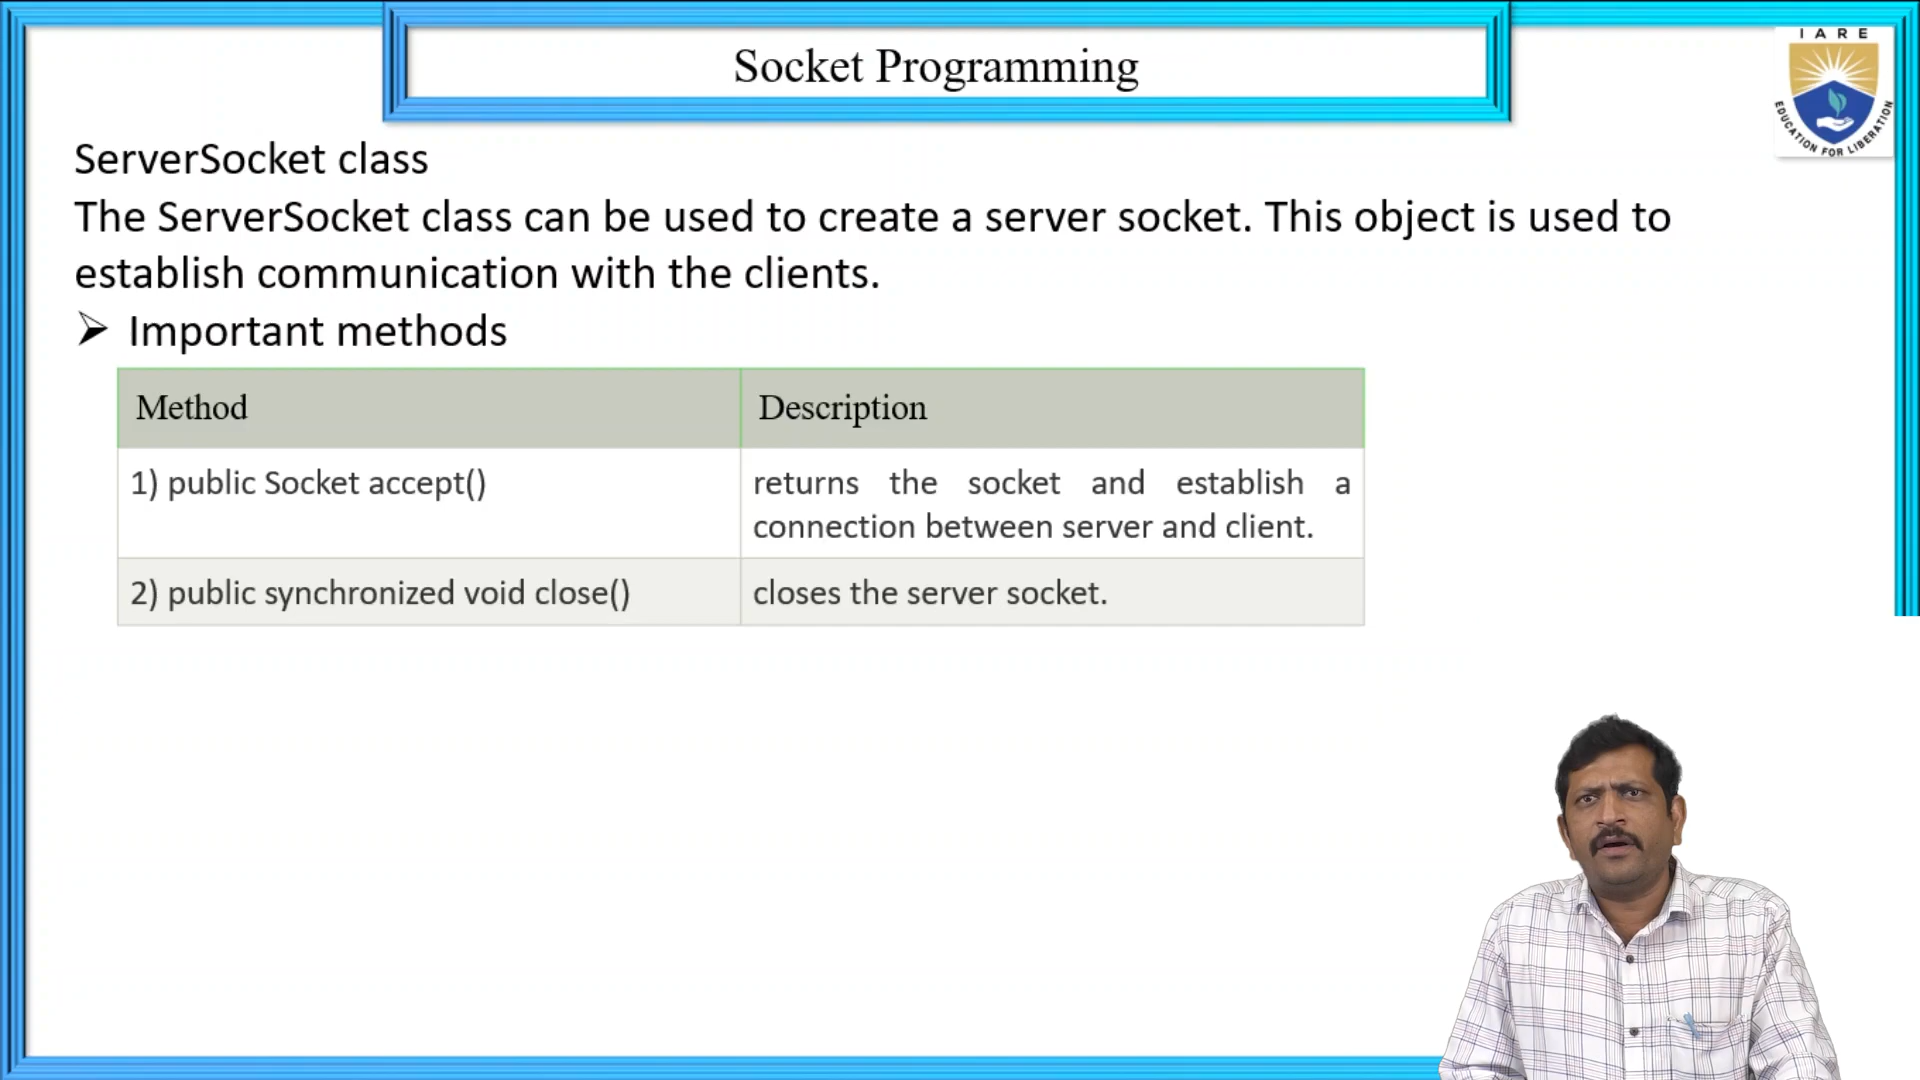 Socket Programming
IARE
EDUCATION FOR LIBERATION
ServerSocket class
The ServerSocket class can be used to create a server socket. This object is used to
establish communication with the clients.
➤ Important methods
Method Description
1) public Socket accept() returns the socket and establish a
connection between server and client.
2) public synchronized void close() closes the server socket.